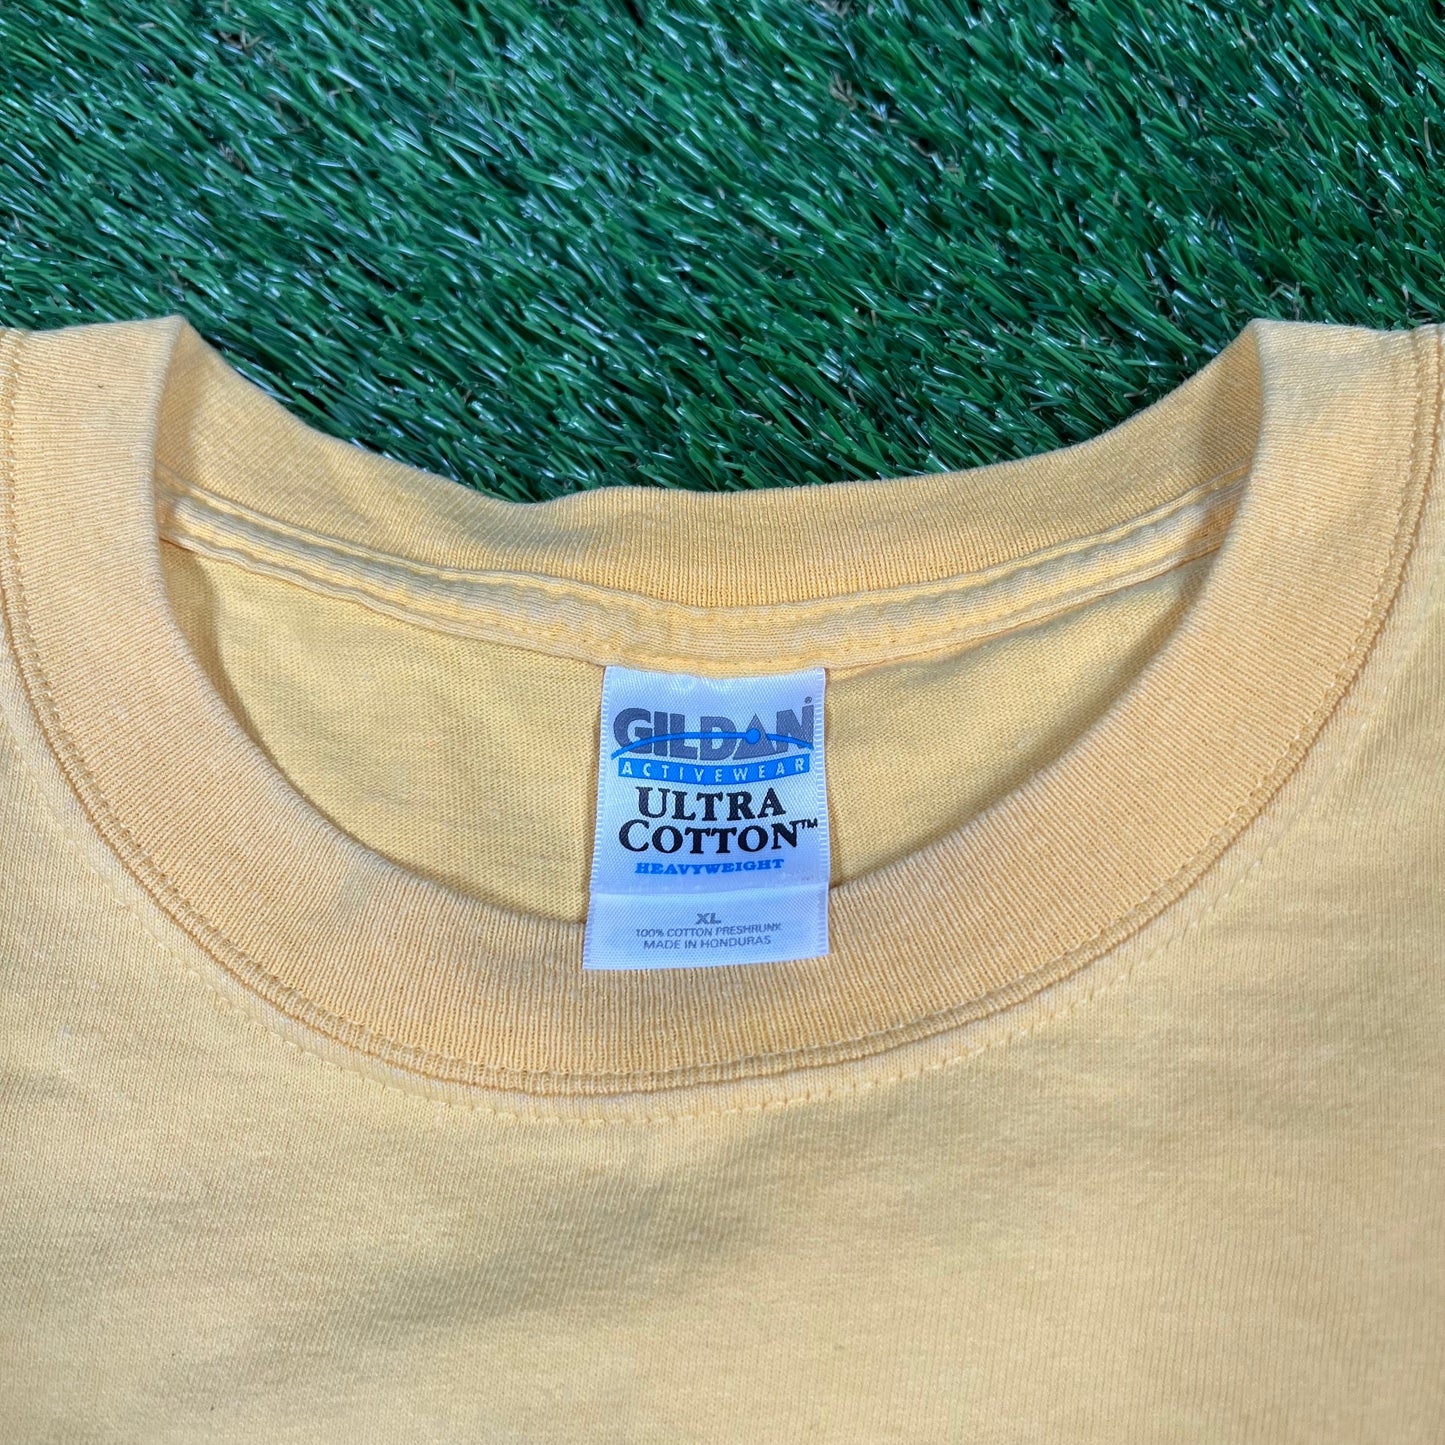 GILDAN®
ACTIVEWEAR
ULTRA
COTTON™
HEAVYWEIGHT
XL
100% COTTON PRESHRUNK
MADE IN HONDURAS